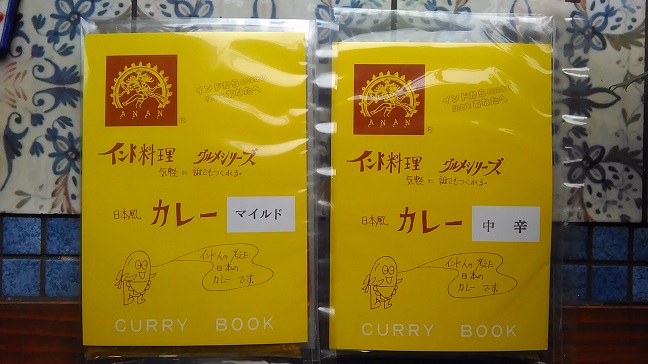 ANAN
®
インド料理 グルメシリーズ
気軽に 誰でもつくれる。
日本風 カレー マイルド
インド人の
日本の
カレー です。
CURRY BOOK
ANAN
®
インド料理 グルメシリーズ
気軽に 誰でもつくれる。
日本風 カレー 中辛
インド人の
日本の
カレー です。
CURRY BOOK